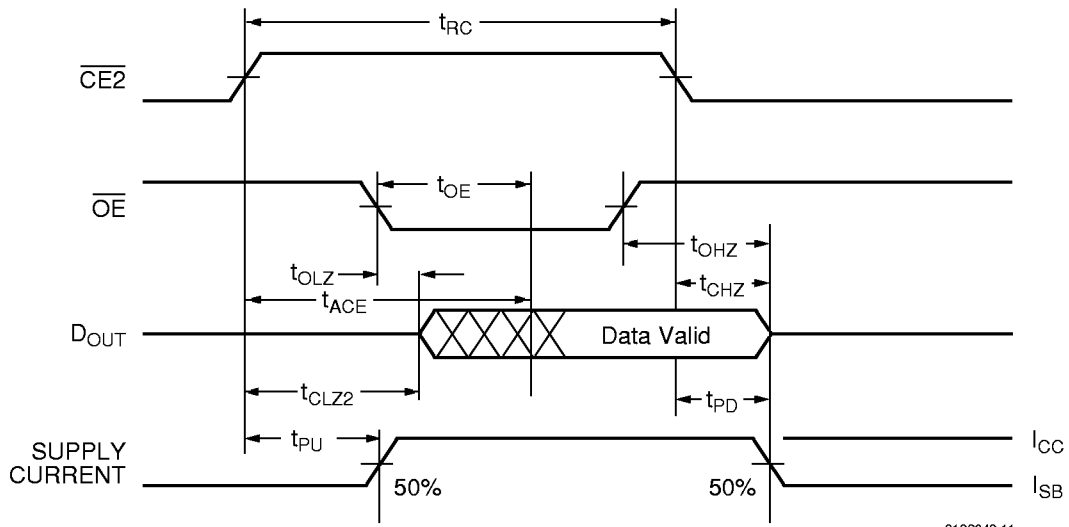 tRC
CE2
OE
tOE
tOHZ
tOLZ
tCHZ
tACE
DOUT
Data Valid
tCLZ2
tPD
tPU
SUPPLY
CURRENT
50%
50%
ICC
ISB